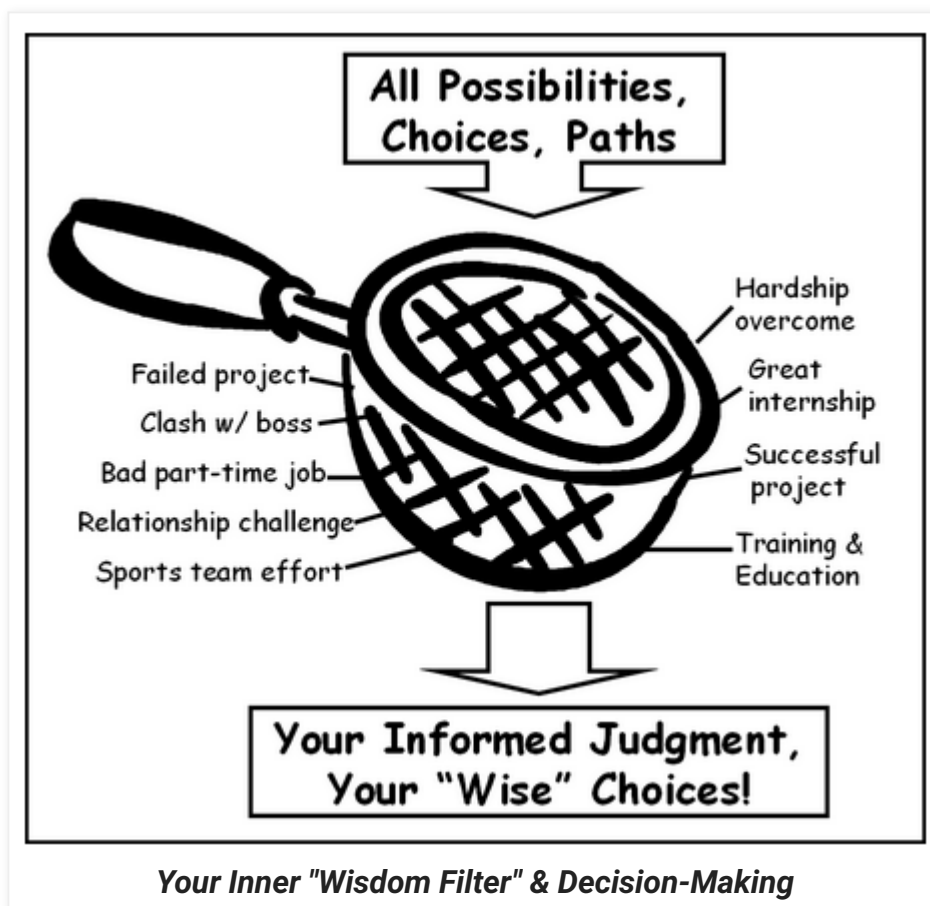 All Possibilities,
Choices, Paths
Hardship
overcome
Great
internship
Successful
project
Training &
Education
Failed project
Clash w/ boss
Bad part-time job
Relationship challenge
Sports team effort
Your Informed Judgment,
Your “Wise” Choices!
Your Inner "Wisdom Filter" & Decision-Making